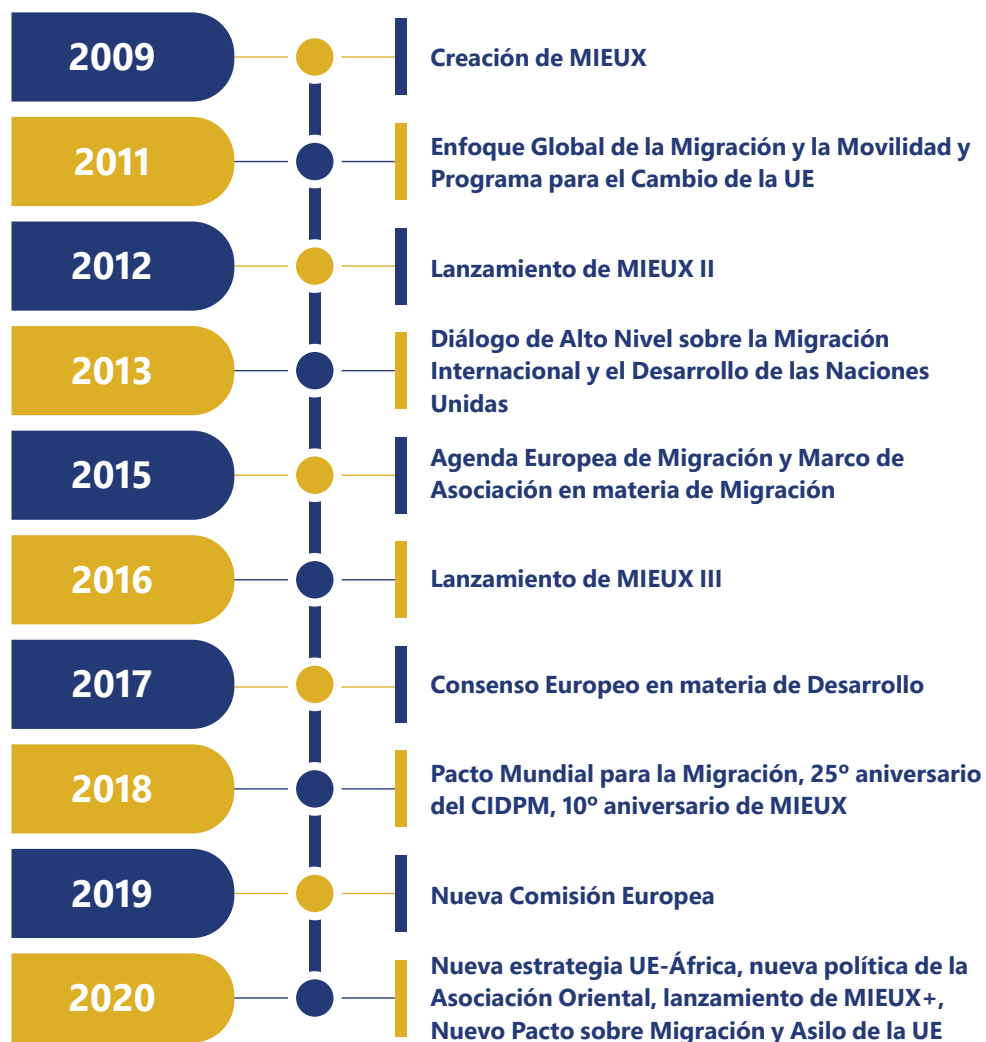 2009
Creación de MIEUX
2011
Enfoque Global de la Migración y la Movilidad y
Programa para el Cambio de la UE
2012
Lanzamiento de MIEUX II
2013
Diálogo de Alto Nivel sobre la Migración
Internacional y el Desarrollo de las Naciones
Unidas
2015
Agenda Europea de Migración y Marco de
Asociación en materia de Migración
2016
Lanzamiento de MIEUX III
2017
Consenso Europeo en materia de Desarrollo
2018
Pacto Mundial para la Migración, 25º aniversario
del CIDPM, 10º aniversario de MIEUX
2019
Nueva Comisión Europea
2020
Nueva estrategia UE-África, nueva política de la
Asociación Oriental, lanzamiento de MIEUX+,
Nuevo Pacto sobre Migración y Asilo de la UE